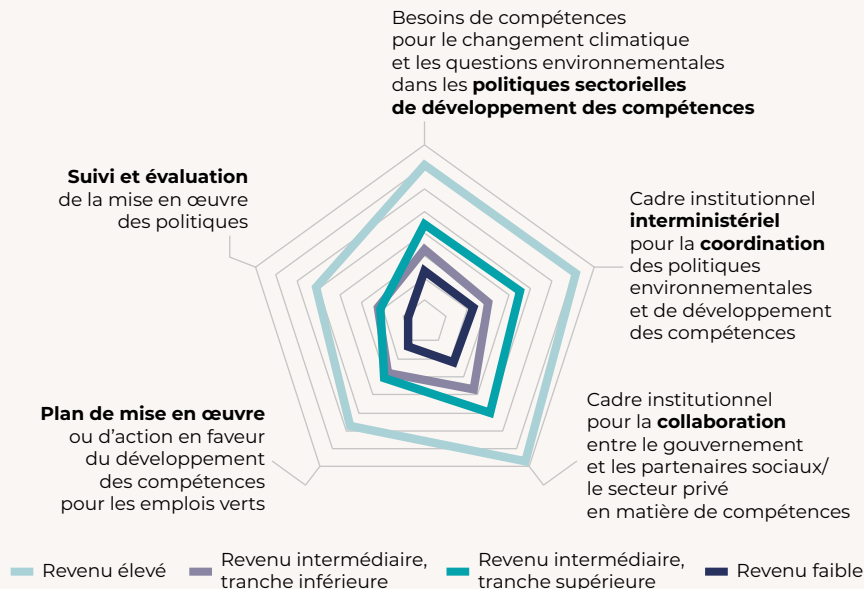 Besoins de compétences
pour le changement climatique
et les questions environnementales
dans les politiques sectorielles
de développement des compétences
Suivi et évaluation
de la mise en œuvre
des politiques
Cadre institutionnel
interministériel
pour la coordination
des politiques
environnementales
et de développement
des compétences
Plan de mise en œuvre
ou d’action en faveur
du développement
des compétences
pour les emplois verts
Cadre institutionnel
pour la collaboration
entre le gouvernement
et les partenaires sociaux/
le secteur privé
en matière de compétences
Revenu élevé
Revenu intermédiaire,
tranche inférieure
Revenu intermédiaire,
tranche supérieure
Revenu faible